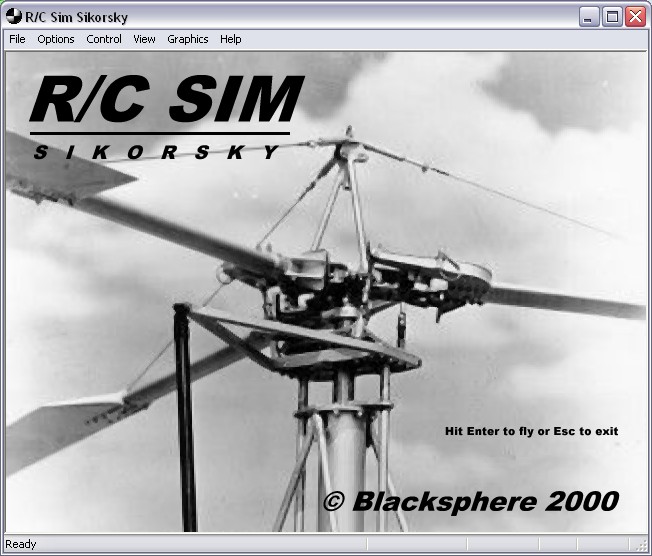 R/C Sim Sikorsky
File Options Control View Graphics Help
R/C SIM
SIKORSKY
Hit Enter to fly or Esc to exit
© Blacksphere 2000
Ready